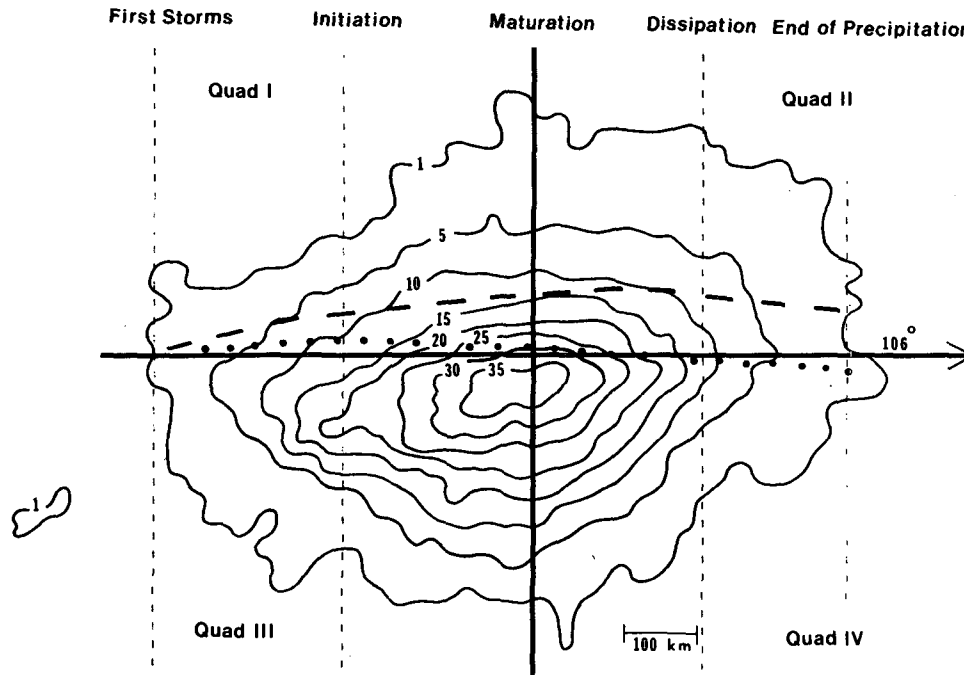 First Storms Initiation Maturation Dissipation End of Precipitation
Quad I Quad II
1
5
10
15
20 25
30 35
106°
1
Quad III Quad IV
100 km